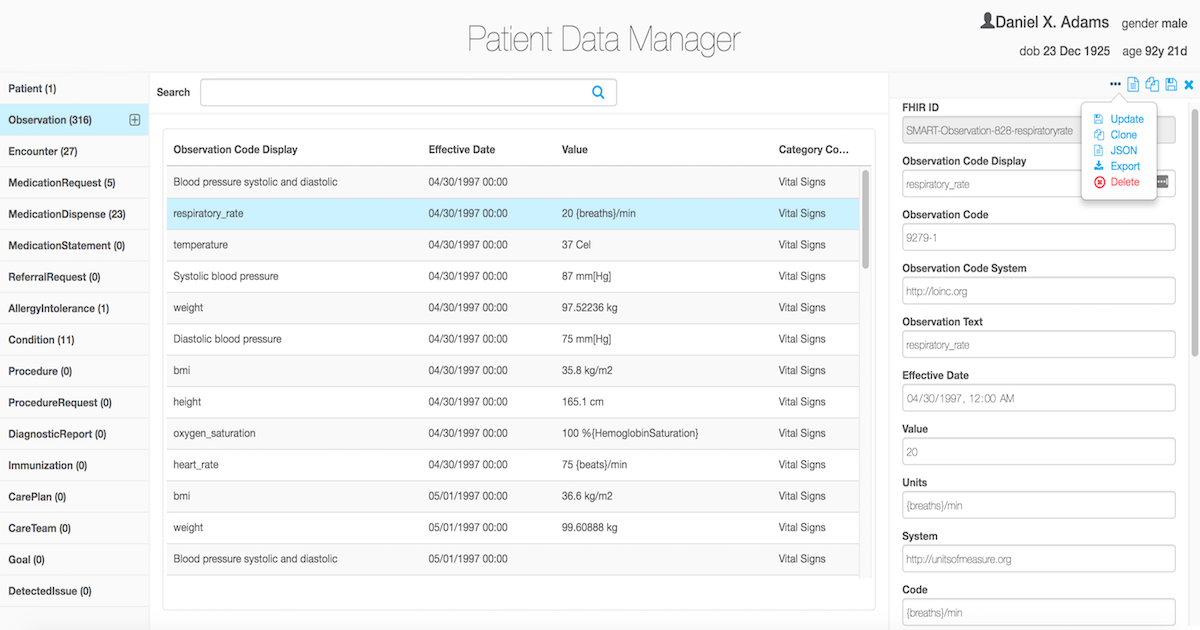 Patient Data Manager
Daniel X. Adams gender male
dob 23 Dec 1925 age 92y 21d
Patient (1)
Observation (316)
Encounter (27)
MedicationRequest (5)
MedicationDispense (23)
MedicationStatement (0)
ReferralRequest (0)
AllergyIntolerance (1)
Condition (11)
Procedure (0)
ProcedureRequest (0)
DiagnosticReport (0)
Immunization (0)
CarePlan (0)
CareTeam (0)
Goal (0)
DetectedIssue (0)
Search
Observation Code Display Effective Date Value Category Co...
Blood pressure systolic and diastolic 04/30/1997 00:00 Vital Signs
respiratory_rate 04/30/1997 00:00 20 {breaths}/min Vital Signs
temperature 04/30/1997 00:00 37 Cel Vital Signs
Systolic blood pressure 04/30/1997 00:00 87 mm[Hg] Vital Signs
weight 04/30/1997 00:00 97.52236 kg Vital Signs
Diastolic blood pressure 04/30/1997 00:00 75 mm[Hg] Vital Signs
bmi 04/30/1997 00:00 35.8 kg/m2 Vital Signs
height 04/30/1997 00:00 165.1 cm Vital Signs
oxygen_saturation 04/30/1997 00:00 100 %{HemoglobinSaturation} Vital Signs
heart_rate 04/30/1997 00:00 75 {beats}/min Vital Signs
bmi 05/01/1997 00:00 36.6 kg/m2 Vital Signs
weight 05/01/1997 00:00 99.60888 kg Vital Signs
Blood pressure systolic and diastolic 05/01/1997 00:00 Vital Signs
FHIR ID
SMART-Observation-828-respiratoryrate
Update
Clone
JSON
Export
Delete
Observation Code Display
respiratory_rate
Observation Code
9279-1
Observation Code System
http://loinc.org
Observation Text
respiratory_rate
Effective Date
04/30/1997, 12:00 AM
Value
20
Units
{breaths}/min
System
http://unitsofmeasure.org
Code
{breaths}/min